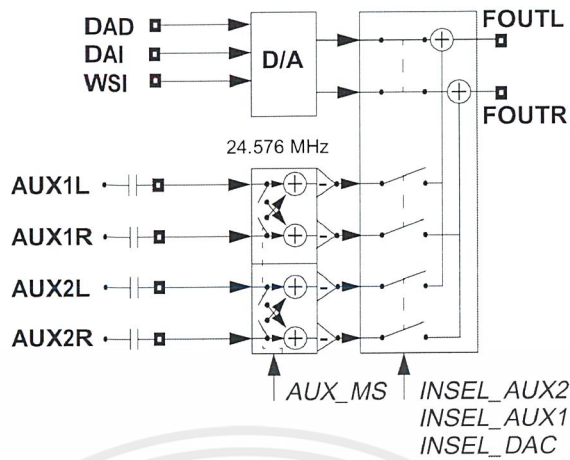 DAD
DAI
WSI
D/A
FOUTL
FOUTR
24.576 MHz
AUX1L
AUX1R
AUX2L
AUX2R
AUX_MS
INSEL_AUX2
INSEL_AUX1
INSEL_DAC